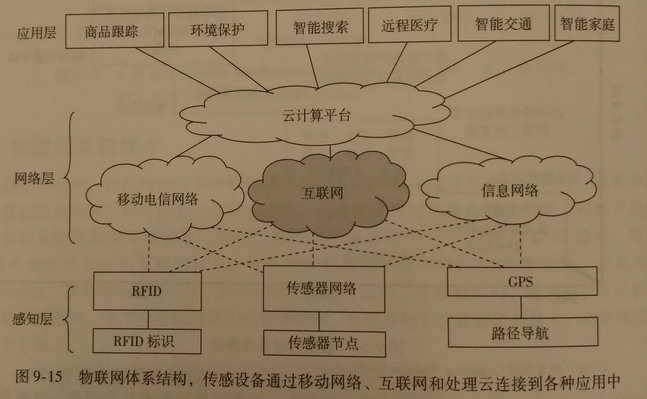 应用层 商品跟踪 环境保护 智能搜索 远程医疗 智能交通 智能家庭
云计算平台
网络层 移动电信网络 互联网 信息网络
RFID 传感器网络 GPS
感知层
RFID 标识 传感器节点 路径导航
图 9-15 物联网体系结构，传感设备通过移动网络、互联网和处理云连接到各种应用中